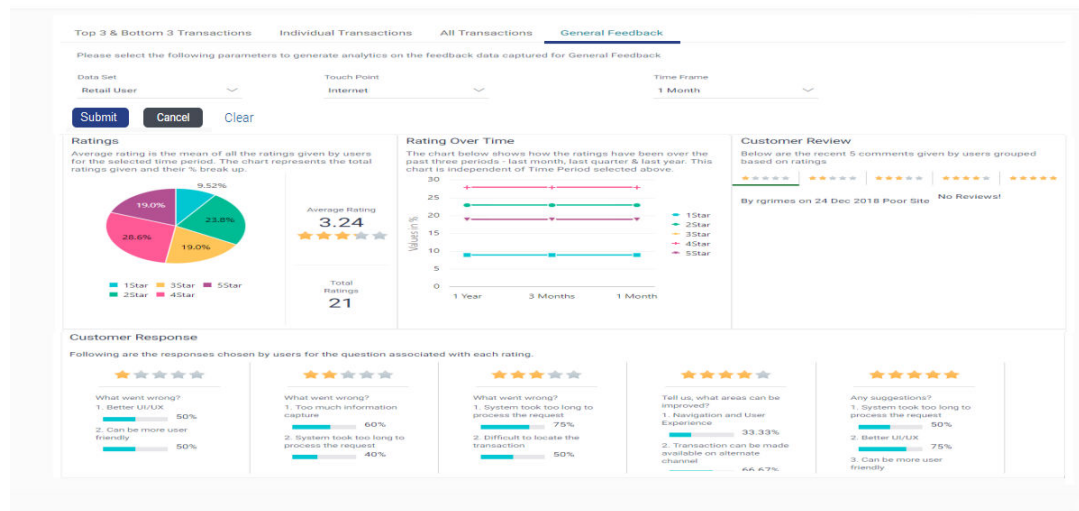 Top 3 & Bottom 3 Transactions Individual Transactions All Transactions General Feedback
Please select the following parameters to generate analytics on the feedback data captured for General Feedback
Data Set Touch Point Time Frame
Retail User Internet 1 Month
Submit Cancel Clear
Ratings
Average rating is the mean of all the ratings given by users
for the selected time period. The chart represents the total
ratings given and their % break up.
9.52%
19.0%
23.8%
28.6%
19.0%
Average Rating
3.24
Total
Ratings
21
1Star 3Star 5Star
2Star 4Star
Rating Over Time
The chart below shows how the ratings have been over the
past three periods - last month, last quarter & last year. This
chart is independent of Time Period selected above.
Values in %
30
25
20
15
10
5
0
1 Year 3 Months 1 Month
1Star
2Star
3Star
4Star
5Star
Customer Review
Below are the recent 5 comments given by users grouped
based on ratings
By rgrimes on 24 Dec 2018 Poor Site No Reviews!
Customer Response
Following are the responses chosen by users for the question associated with each rating.
What went wrong?
1. Better UI/UX
50%
2. Can be more user
friendly
50%
What went wrong?
1. Too much information
capture
60%
2. System took too long to
process the request
40%
What went wrong?
1. System took too long to
process the request
75%
2. Difficult to locate the
transaction
50%
Tell us, what areas can be
improved?
1. Navigation and User
Experience
33.33%
2. Transaction can be made
available on alternate
channel
66.67%
Any suggestions?
1. System took too long to
process the request
50%
2. Better UI/UX
75%
3. Can be more user
friendly